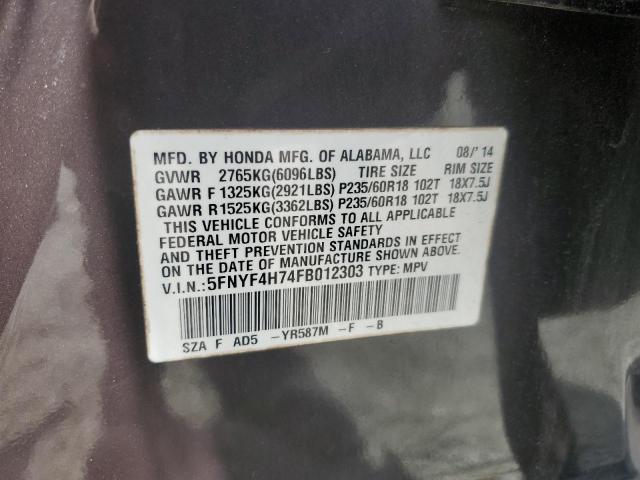 MFD. BY HONDA MFG. OF ALABAMA, LLC 08/'14
GVWR 2765KG(6096LBS) TIRE SIZE RIM SIZE
GAWR F 1325KG(2921LBS) P235/60R18 102T 18X7.5J
GAWR R1525KG(3362LBS) P235/60R18 102T 18X7.5J
THIS VEHICLE CONFORMS TO ALL APPLICABLE
FEDERAL MOTOR VEHICLE SAFETY
AND THEFT PREVENTION STANDARDS IN EFFECT
ON THE DATE OF MANUFACTURE SHOWN ABOVE.
V.I.N.:5FNYF4H74FB012303 TYPE: MPV
SZA F AD5 -YR587M -F -B